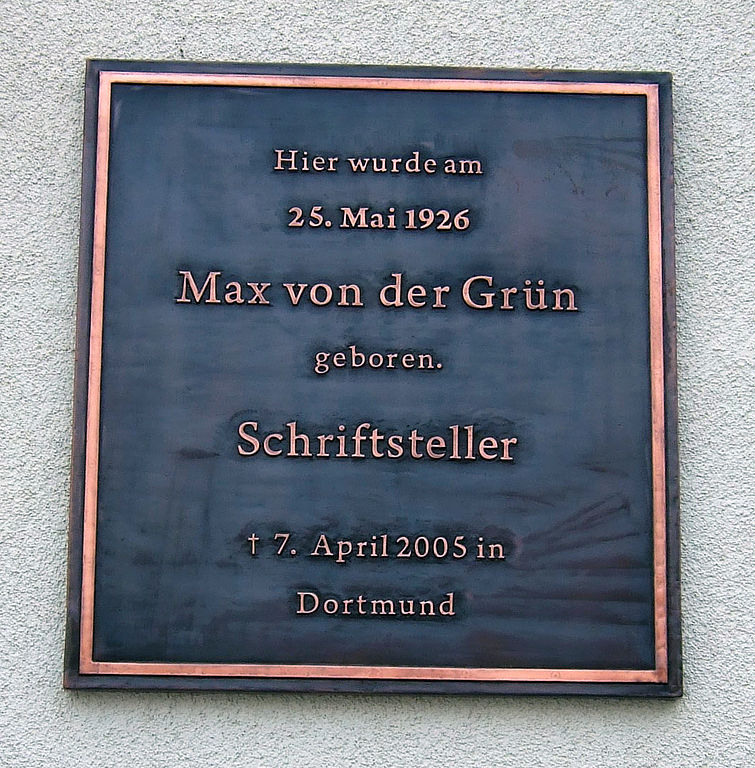 Hier wurde am
25. Mai 1926
Max von der Grün
geboren.
Schriftsteller
† 7. April 2005 in
Dortmund